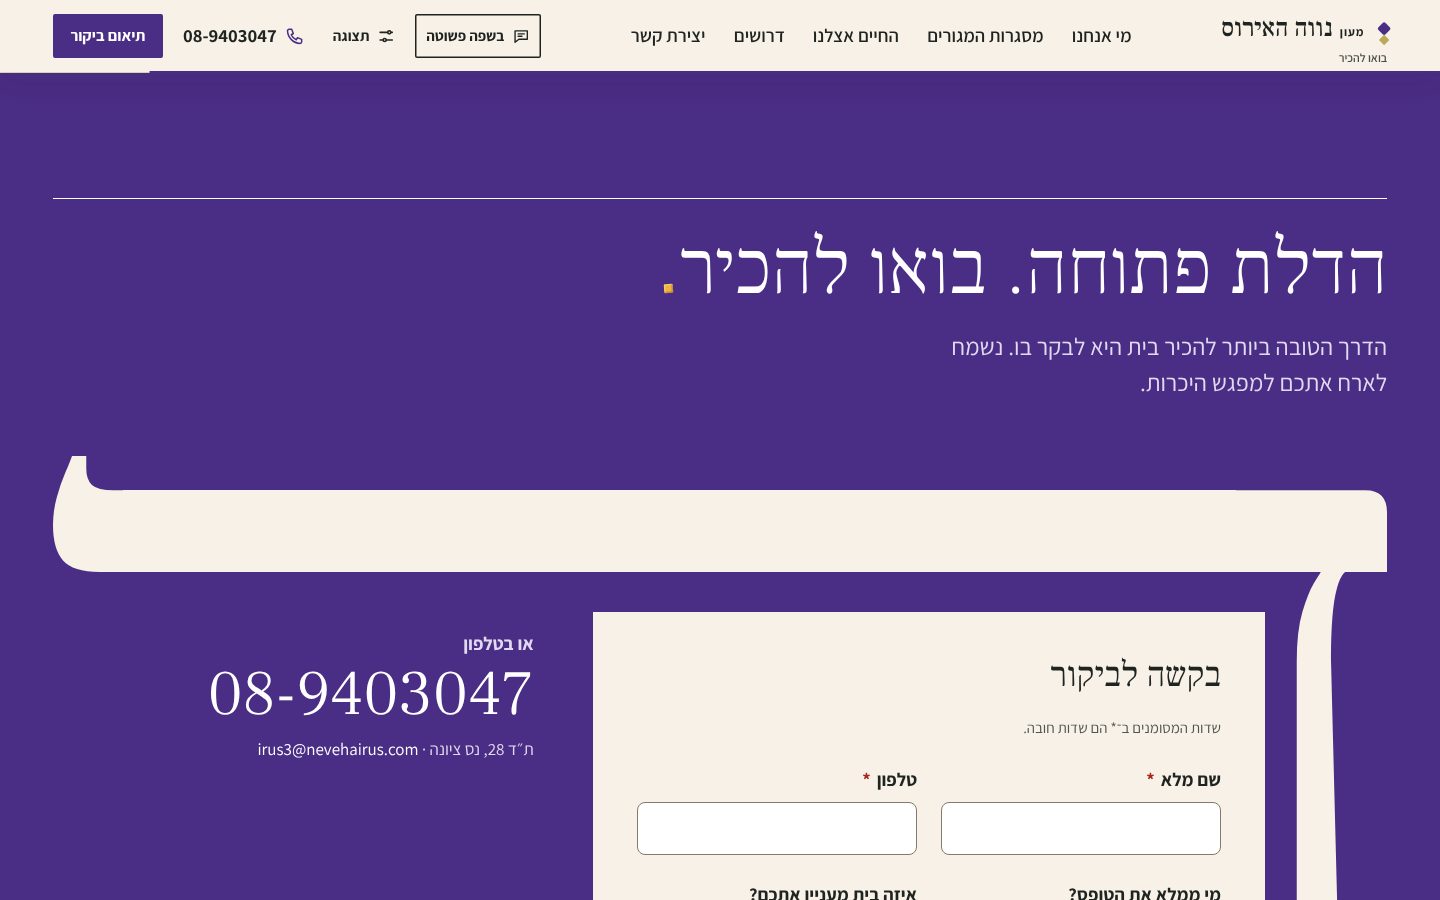 מעון נווה האירוס
בואו להכיר
מי אנחנו
מסגרות המגורים
החיים אצלנו
דרושים
יצירת קשר
בשפה פשוטה
תצוגה
08-9403047
תיאום ביקור
הדלת פתוחה. בואו להכיר.
הדרך הטובה ביותר להכיר בית היא לבקר בו. נשמח
לארח אתכם למפגש היכרות.
בקשה לביקור
שדות המסומנים ב־* הם שדות חובה.
שם מלא *
טלפון *
מי ממלא את הטופס?
איזה בית מעניין אתכם?
או בטלפון
08-9403047
ת״ד 28, נס ציונה · irus3@nevehairus.com